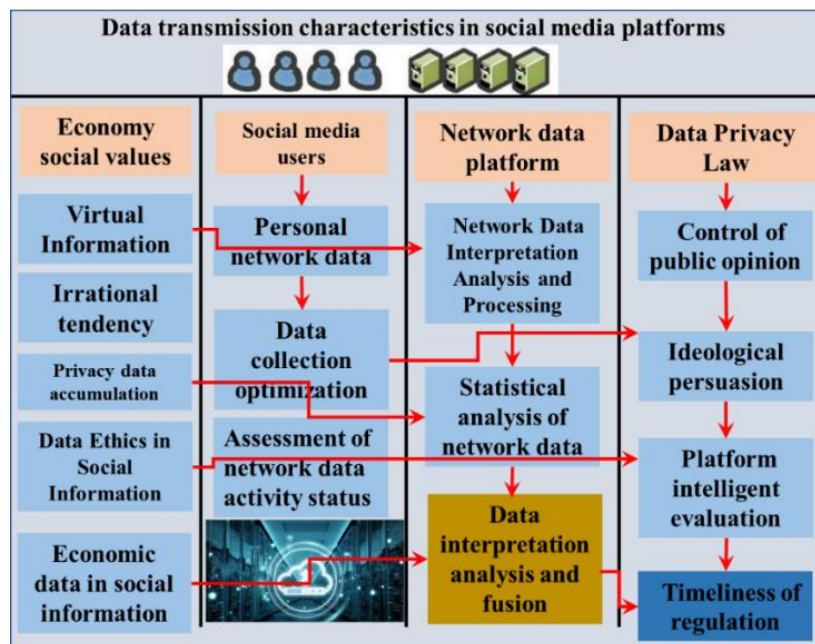 Data transmission characteristics in social media platforms
Economy
social values
Virtual
Information
Irrational
tendency
Privacy data
accumulation
Data Ethics in
Social
Information
Economic
data in social
information
Social media
users
Personal
network data
Data
collection
optimization
Assessment of
network data
activity status
Network data
platform
Network Data
Interpretation
Analysis and
Processing
Statistical
analysis of
network data
Data
interpretation
analysis and
fusion
Data Privacy
Law
Control of
public opinion
Ideological
persuasion
Platform
intelligent
evaluation
Timeliness of
regulation